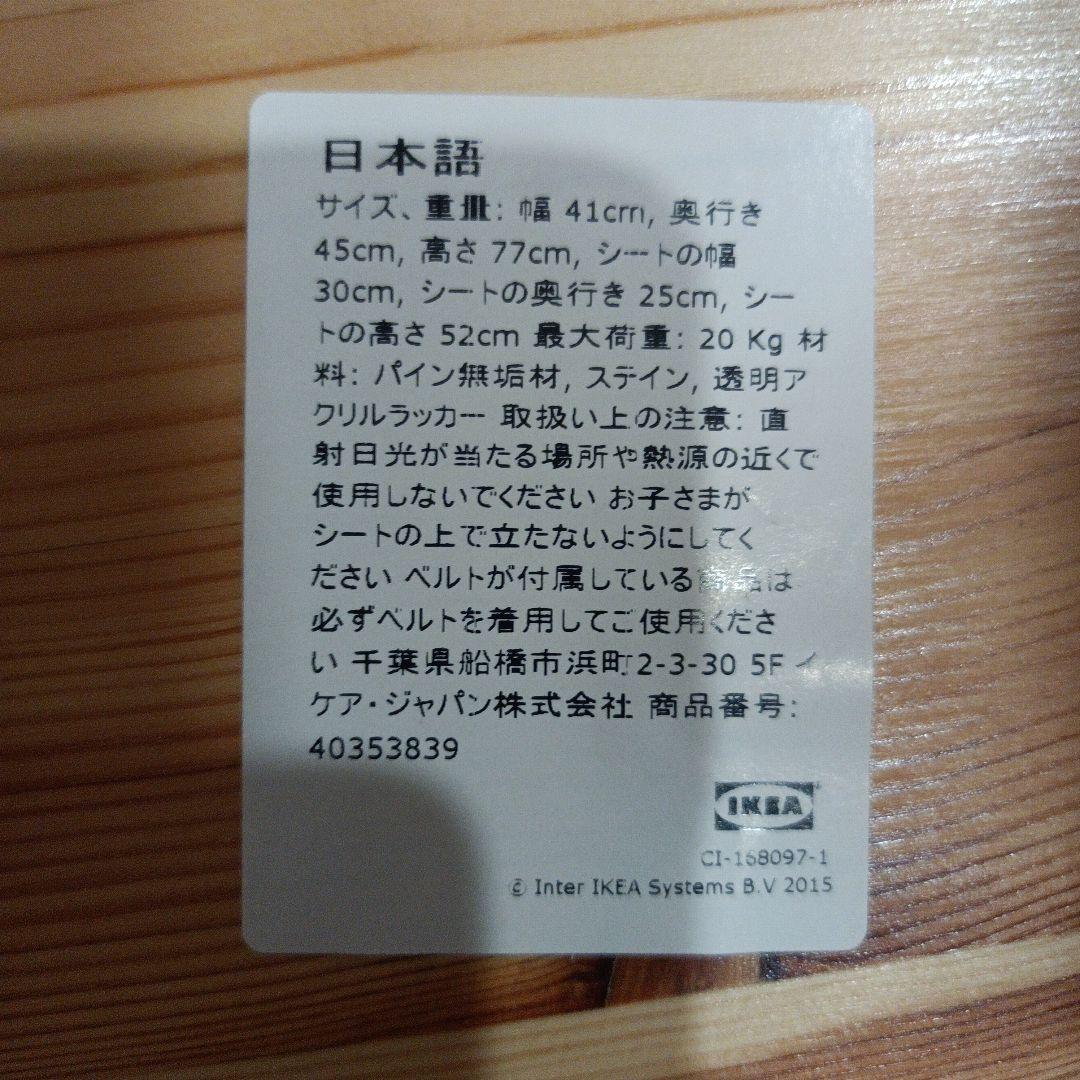 日本語
サイズ、重量: 幅 41cm, 奥行き
45cm, 高さ 77cm, シートの幅
30cm, シートの奥行き 25cm, シー
トの高さ 52cm 最大荷重: 20 Kg 材
料: パイン無垢材, ステイン, 透明ア
クリルラッカー 取扱い上の注意: 直
射日光が当たる場所や熱源の近くで
使用しないでください お子さまが
シートの上で立たないようにしてく
ださい ベルトが付属している商品は
必ずベルトを着用してご使用くださ
い 千葉県船橋市浜町2-3-30 5F イ
ケア・ジャパン株式会社 商品番号:
40353839
IKEA
CI-168097-1
© Inter IKEA Systems B.V 2015